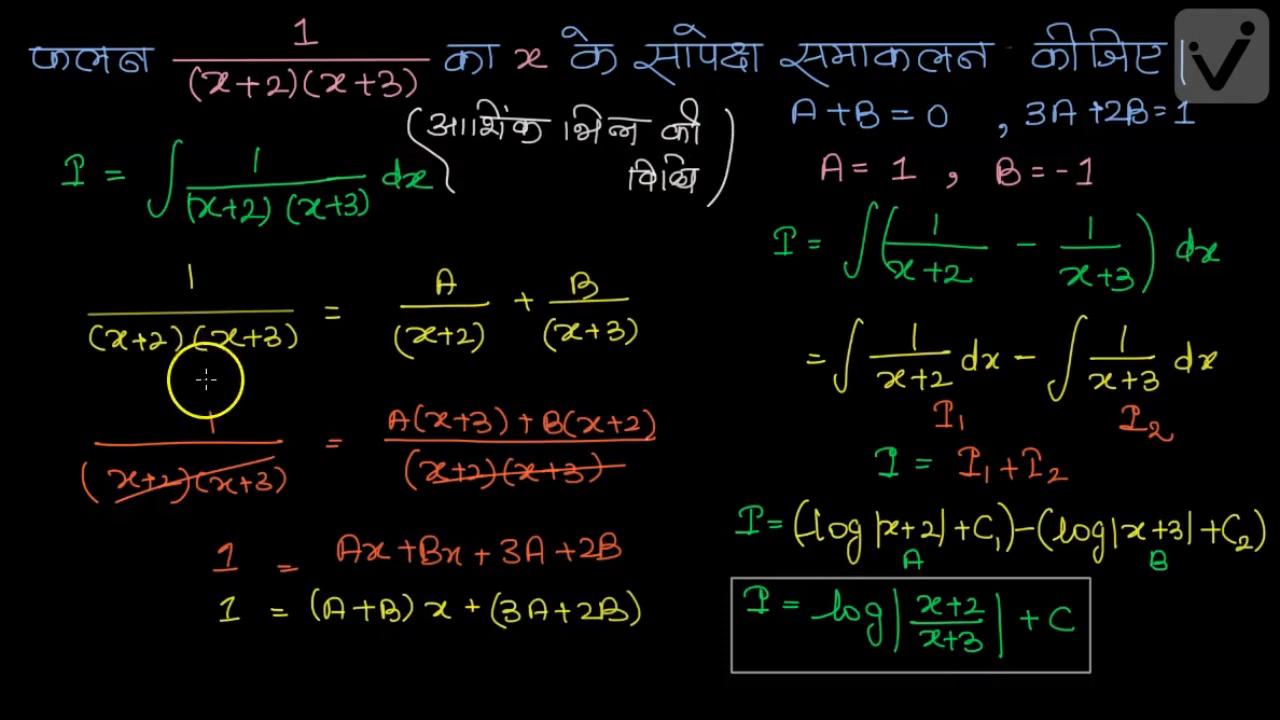 फलन 1/(x+2)(x+3) का x के सापेक्ष समाकलन कीजिए।
(आशिंक भिन्न की
विधि)
I = ∫ 1/(x+2)(x+3) dx
1/(x+2)(x+3) = A/(x+2) + B/(x+3)
1/(x+2)(x+3) = A(x+3)+B(x+2)/(x+2)(x+3)
1 = Ax+Bx+3A+2B
1 = (A+B)x+(3A+2B)
A+B=0 , 3A+2B=1
A=1 , B=-1
I = ∫(1/x+2 - 1/x+3) dx
= ∫ 1/x+2 dx - ∫ 1/x+3 dx
I₁ I₂
I = I₁+I₂
I=(log|x+2|+C₁)-(log|x+3|+C₂)
A B
I = log|x+2/x+3| + C